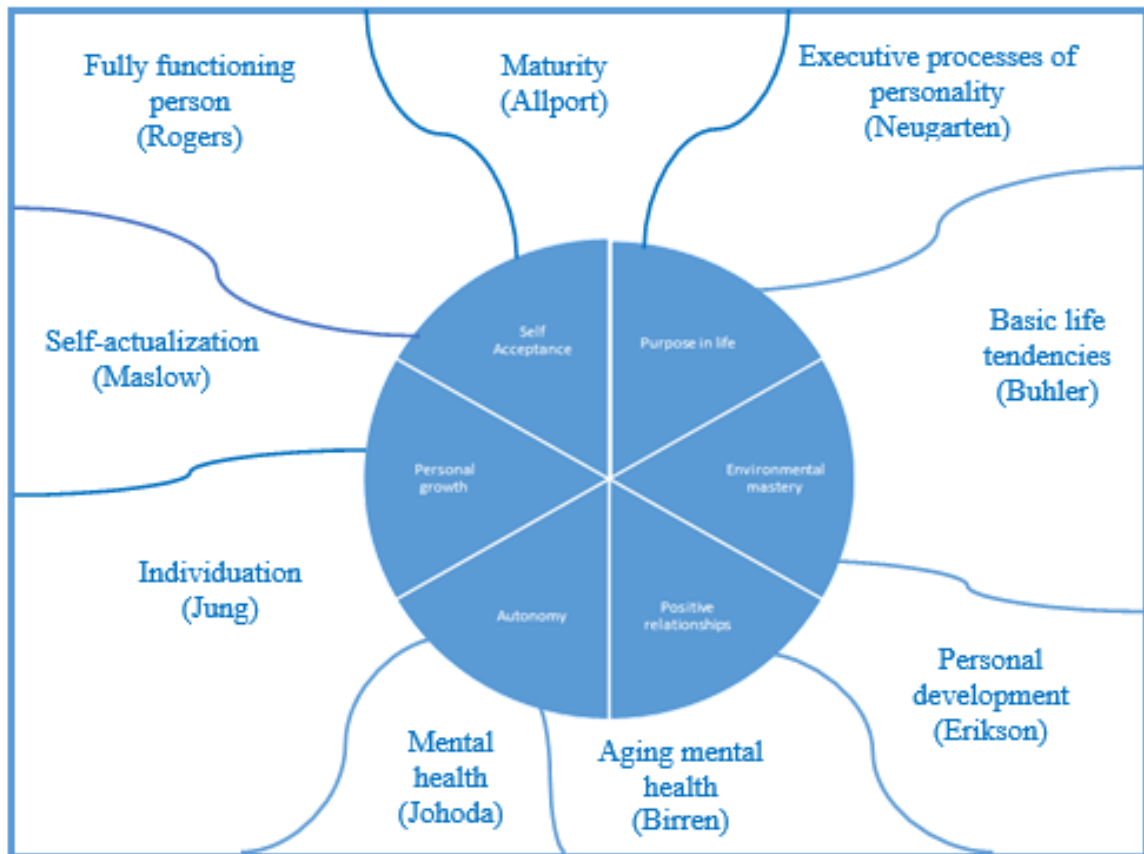 Fully functioning
person
(Rogers)
Maturity
(Allport)
Executive processes of
personality
(Neugarten)
Self-actualization
(Maslow)
Self
Acceptance
Purpose in life
Basic life
tendencies
(Buhler)
Personal
growth
Environmental
mastery
Individuation
(Jung)
Autonomy
Positive
relationships
Personal
development
(Erikson)
Mental
health
(Johoda)
Aging mental
health
(Birren)